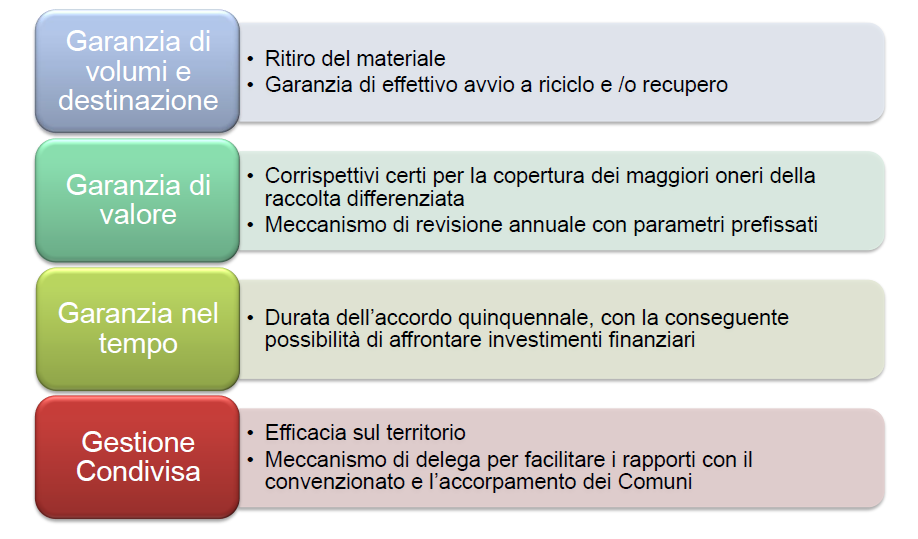 Garanzia di
volumi e
destinazione
• Ritiro del materiale
• Garanzia di effettivo avvio a riciclo e /o recupero
Garanzia di
valore
• Corrispettivi certi per la copertura dei maggiori oneri della
raccolta differenziata
• Meccanismo di revisione annuale con parametri prefissati
Garanzia nel
tempo
• Durata dell’accordo quinquennale, con la conseguente
possibilità di affrontare investimenti finanziari
Gestione
Condivisa
• Efficacia sul territorio
• Meccanismo di delega per facilitare i rapporti con il
convenzionato e l’accorpamento dei Comuni